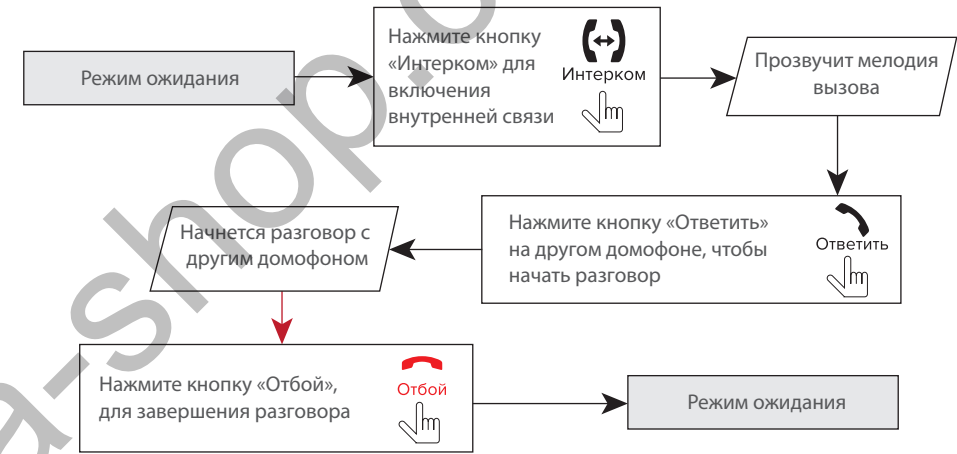 Режим ожидания
Нажмите кнопку
«Интерком» для
включения
внутренней связи
Интерком
Прозвучит мелодия
вызова
Нажмите кнопку «Ответить»
на другом домофоне, чтобы
начать разговор
Ответить
Начнется разговор с
другим домофоном
Нажмите кнопку «Отбой»,
для завершения разговора
Отбой
Режим ожидания
a-shop.